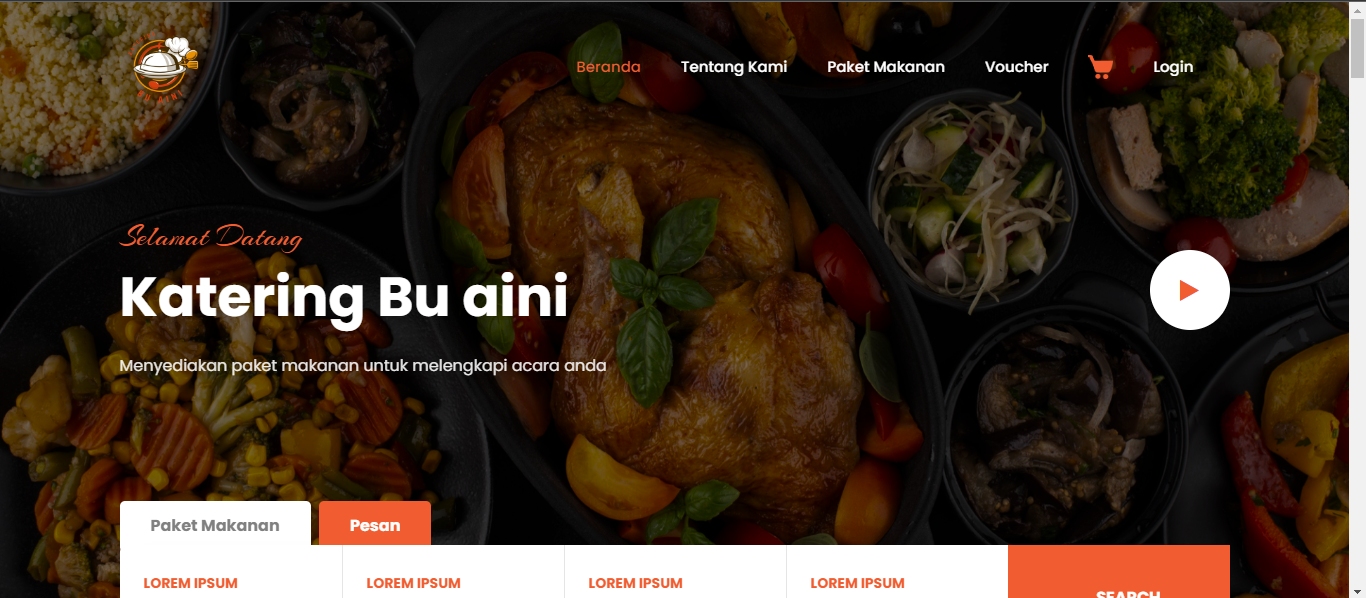 Beranda Tentang Kami Paket Makanan Voucher Login
Selamat Datang
Katering Bu aini
Menyediakan paket makanan untuk melengkapi acara anda
Paket Makanan Pesan
LOREM IPSUM LOREM IPSUM LOREM IPSUM LOREM IPSUM
SEARCH